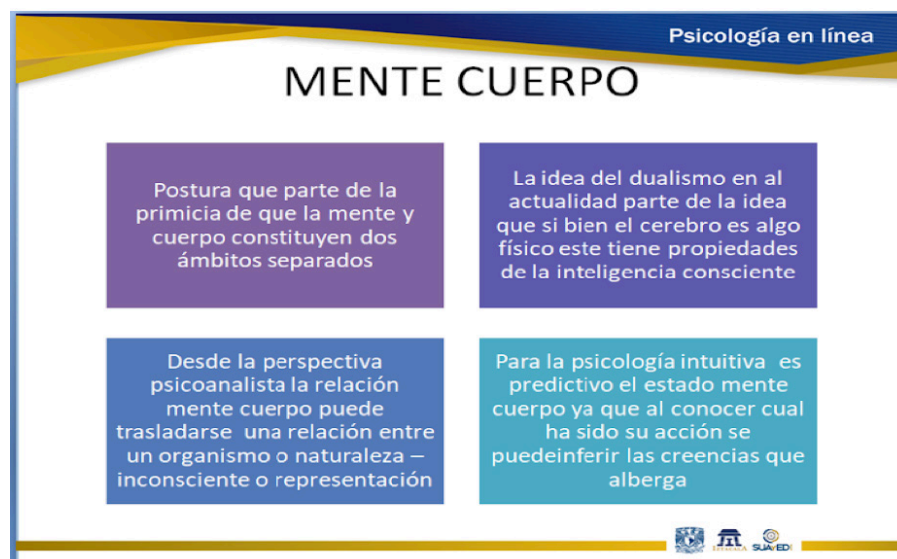 Psicología en línea
MENTE CUERPO
Postura que parte de la
primicia de que la mente y
cuerpo constituyen dos
ámbitos separados
La idea del dualismo en al
actualidad parte de la idea
que si bien el cerebro es algo
físico este tiene propiedades
de la inteligencia consciente
Desde la perspectiva
psicoanalista la relación
mente cuerpo puede
trasladarse una relación entre
un organismo o naturaleza –
inconsciente o representación
Para la psicología intuitiva es
predictivo el estado mente
cuerpo ya que al conocer cual
ha sido su acción se
puedeinferir las creencias que
alberga
IZTACALA SUAyED